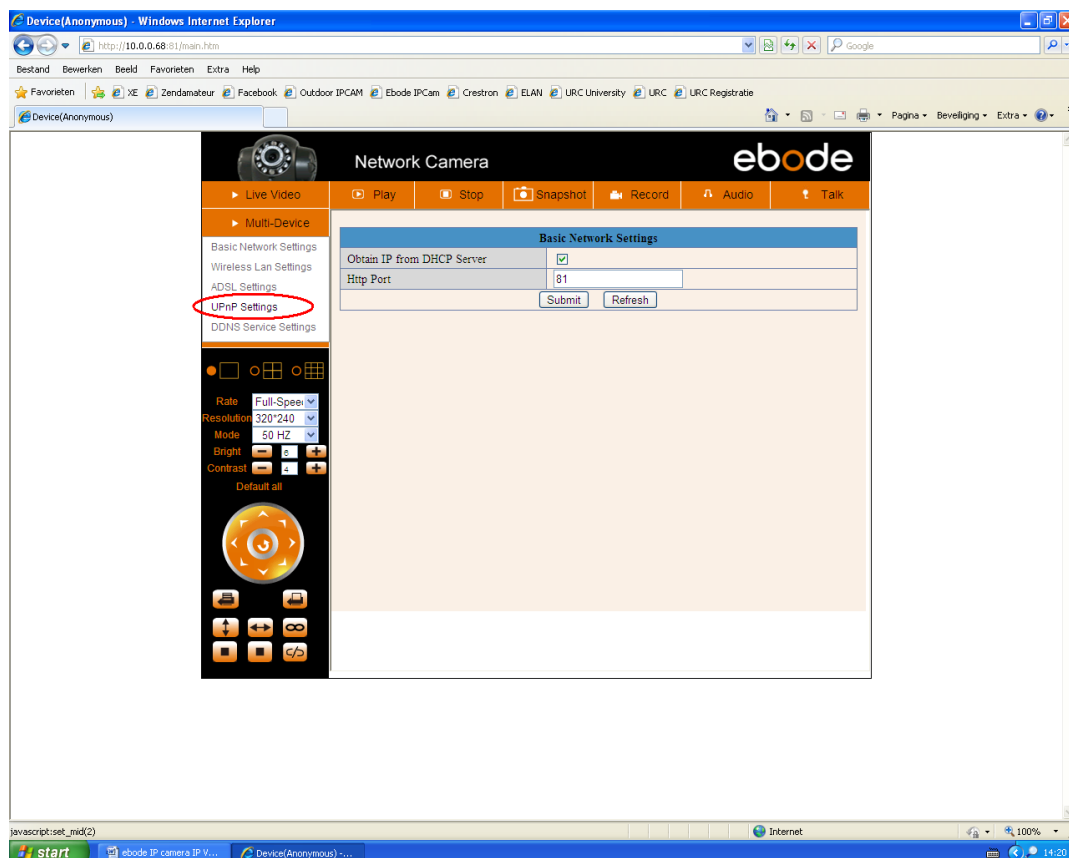 Device(Anonymous) - Windows Internet Explorer
http://10.0.0.68:81/main.htm
Google
Bestand Bewerken Beeld Favorieten Extra Help
Favorieten XE Zendamateur Facebook Outdoor IPCAM Ebode IPCam Crestron ELAN URC University URC URC Registratie
Device(Anonymous)
Pagina Beveiliging Extra
Network Camera
ebode
Live Video
Play Stop Snapshot Record Audio Talk
Multi-Device
Basic Network Settings
Wireless Lan Settings
ADSL Settings
UPnP Settings
DDNS Service Settings
Basic Network Settings
Obtain IP from DHCP Server
Http Port 81
Submit Refresh
Rate Full-Speed
Resolution 320*240
Mode 50 HZ
Bright 6
Contrast 4
Default all
javascript:set_mid(2)
Internet
100%
start
ebode IP camera IP V...
Device(Anonymous) -...
14:20